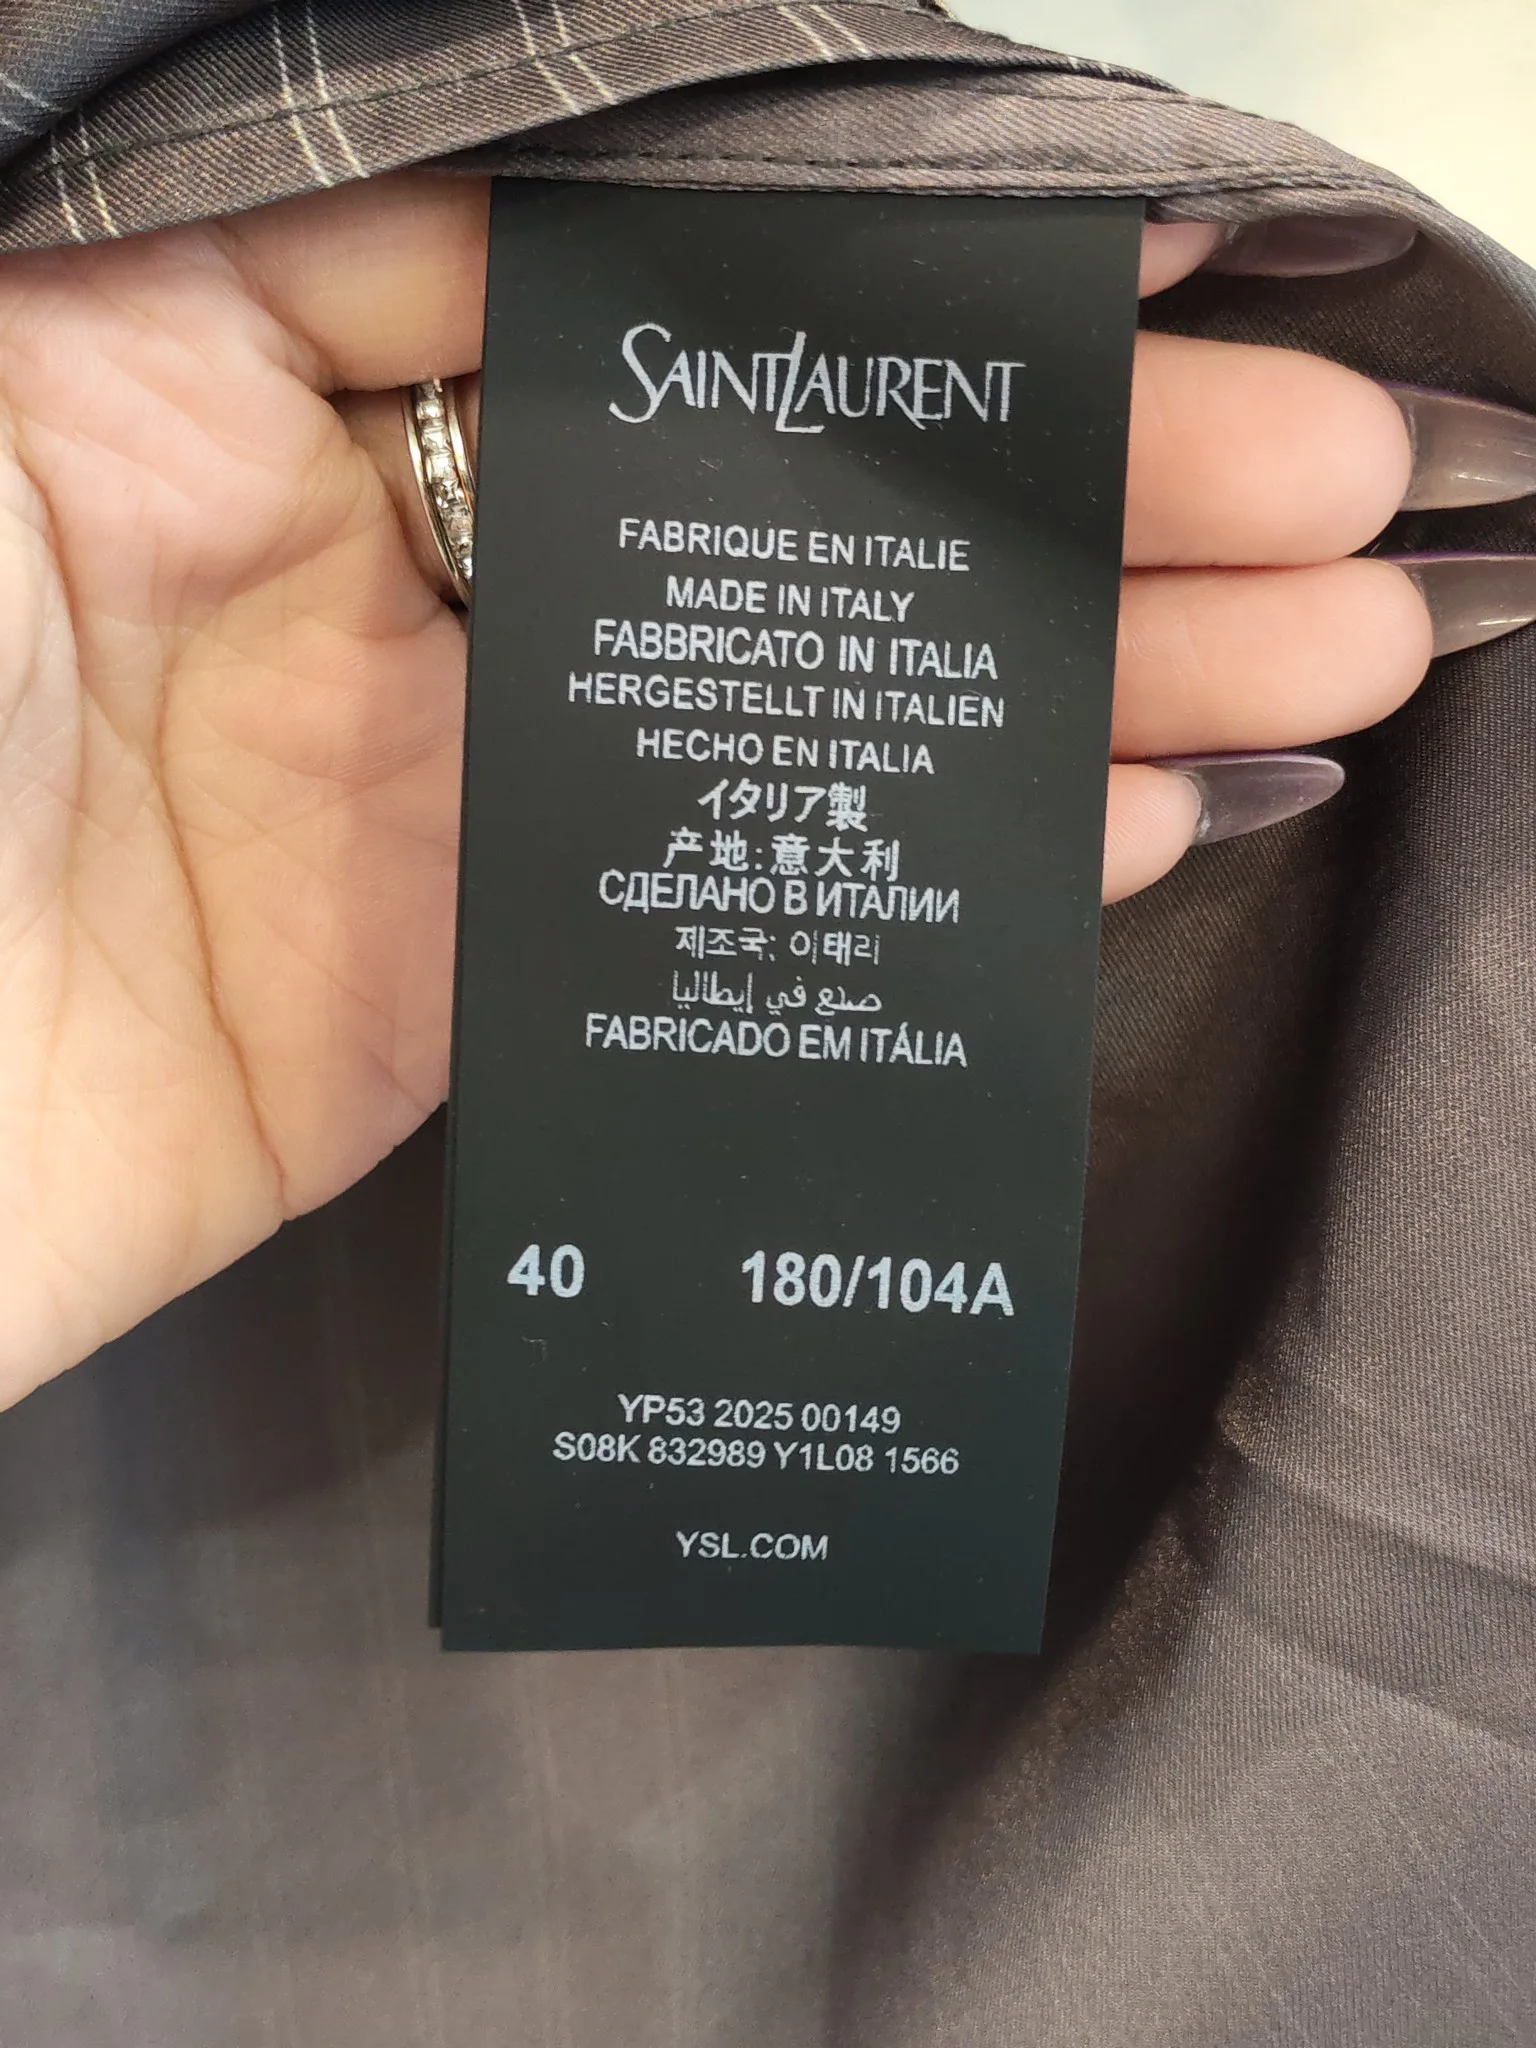 SAINT LAURENT
FABRIQUE EN ITALIE
MADE IN ITALY
FABBRICATO IN ITALIA
HERGESTELLT IN ITALIEN
HECHO EN ITALIA
イタリア製
产地:意大利
СДЕЛАНО В ИТАЛИИ
제조국: 이태리
صنع في إيطاليا
FABRICADO EM ITÁLIA
40 180/104A
YP53 2025 00149
S08K 832989 Y1L08 1566
YSL.COM